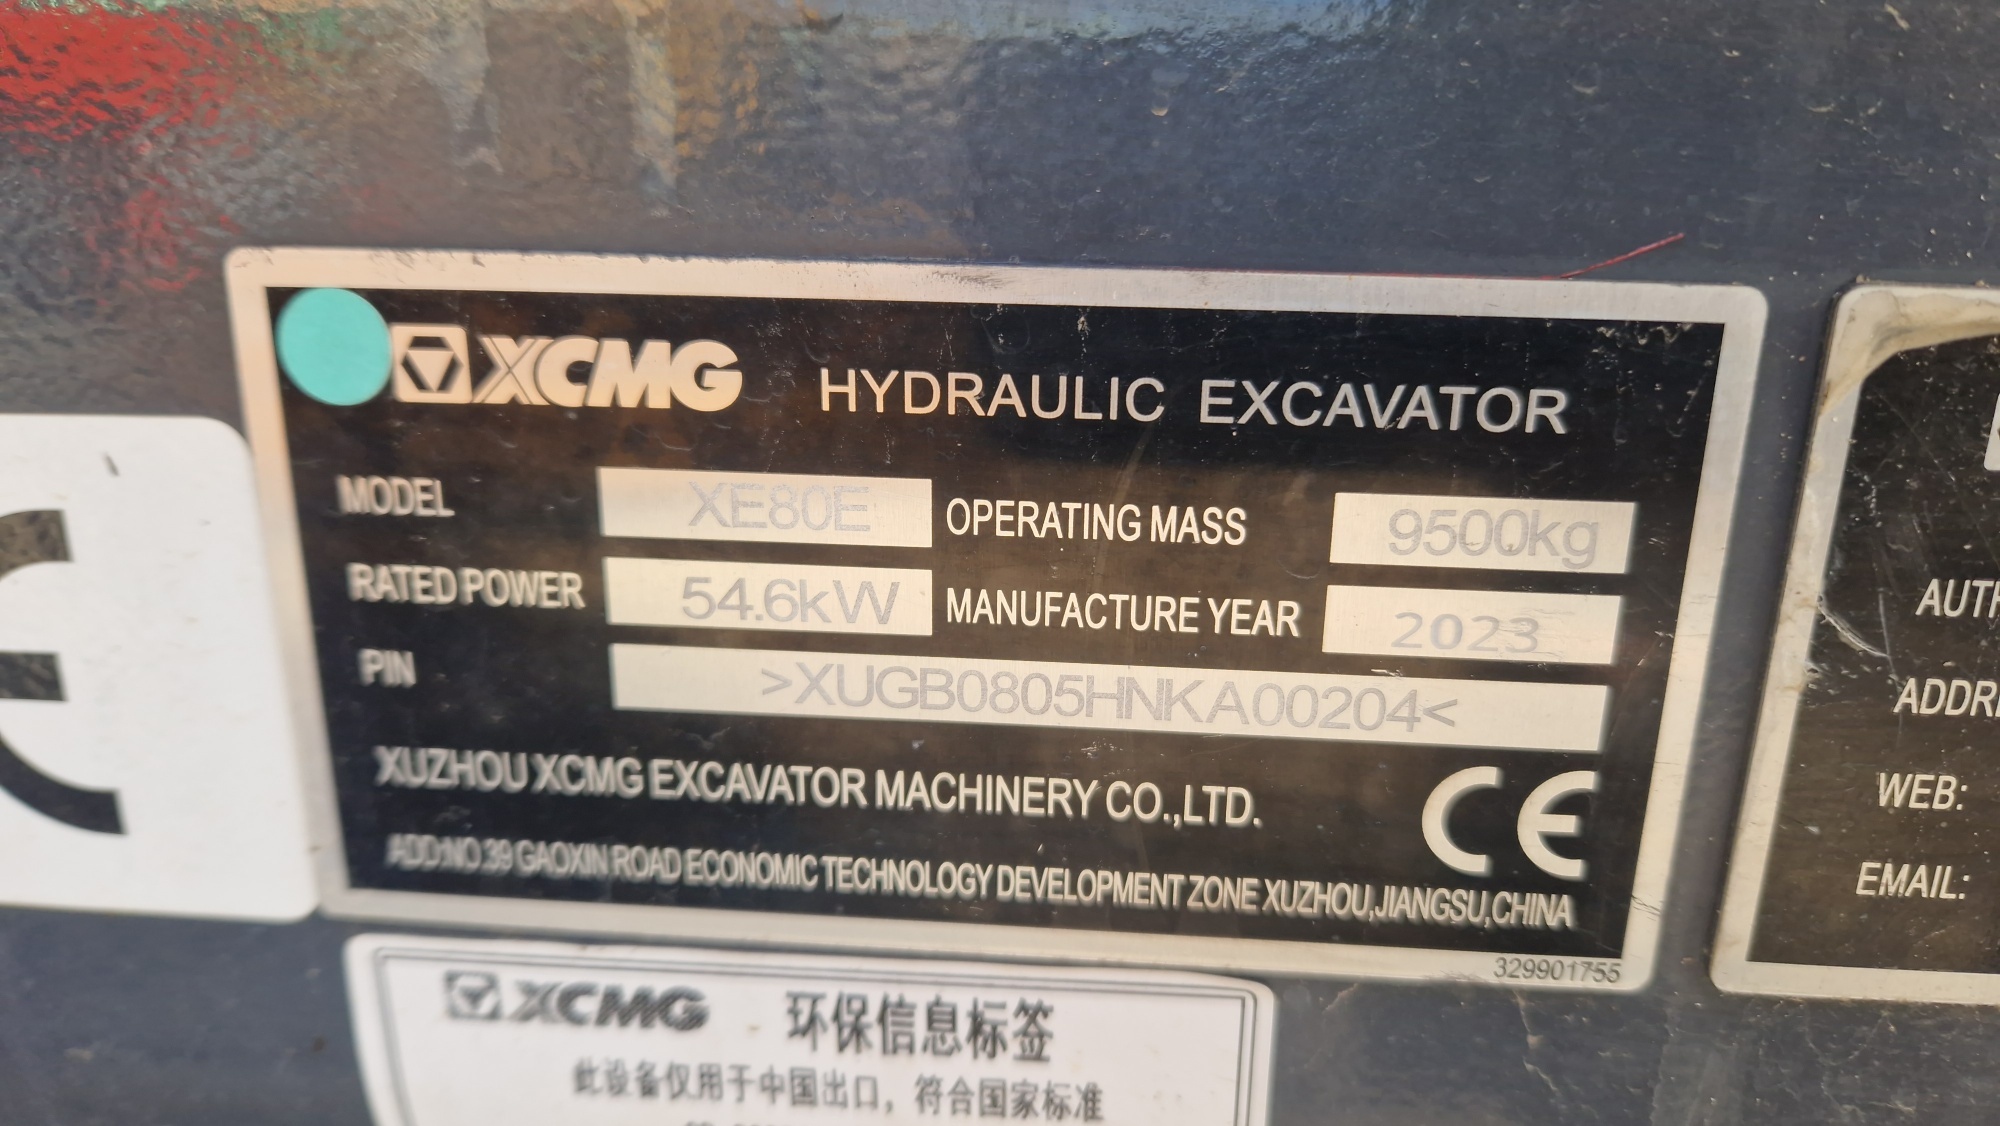 XCMG HYDRAULIC EXCAVATOR
MODEL XE80E OPERATING MASS 9500kg
RATED POWER 54.6kW MANUFACTURE YEAR 2023
PIN >XUGB0805HNKA00204<
XUZHOU XCMG EXCAVATOR MACHINERY CO.,LTD. CE
ADD:NO.39 GAOXIN ROAD ECONOMIC TECHNOLOGY DEVELOPMENT ZONE XUZHOU,JIANGSU,CHINA
329901755
XCMG 环保信息标签
此设备仅用于中国出口，符合国家标准
AUTH
ADDR
WEB:
EMAIL: